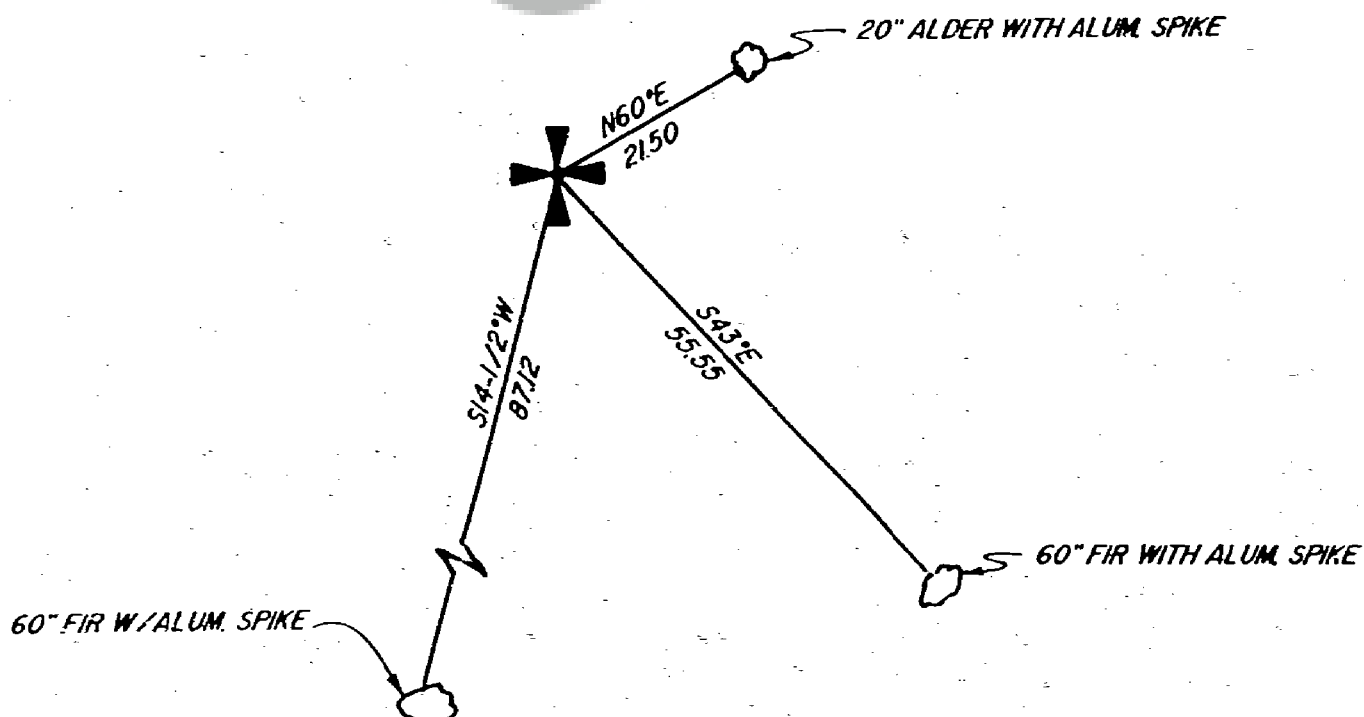 20" ALDER WITH ALUM. SPIKE
N60°E
21.50
S14-1/2°W
87.12
S43°E
55.55
60" FIR WITH ALUM. SPIKE
60" FIR W/ALUM. SPIKE